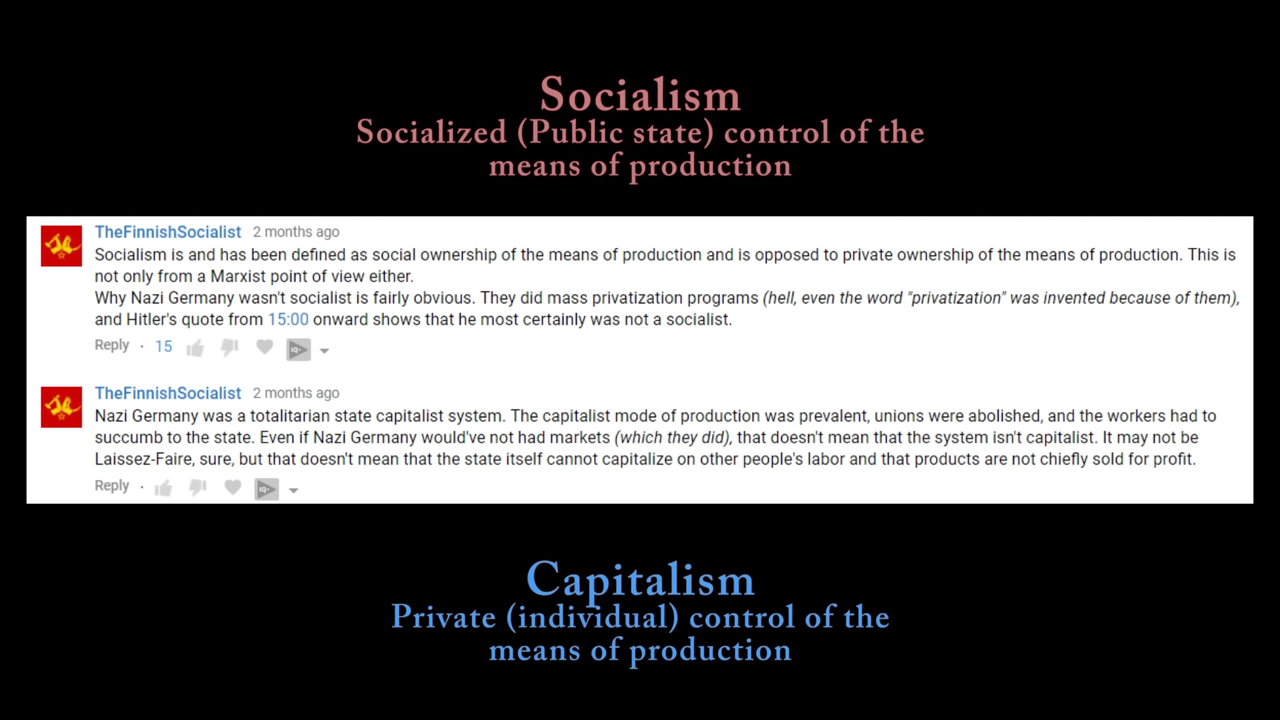 Socialism
Socialized (Public state) control of the
means of production
TheFinnishSocialist 2 months ago
Socialism is and has been defined as social ownership of the means of production and is opposed to private ownership of the means of production. This is
not only from a Marxist point of view either.
Why Nazi Germany wasn't socialist is fairly obvious. They did mass privatization programs (hell, even the word "privatization" was invented because of them),
and Hitler's quote from 15:00 onward shows that he most certainly was not a socialist.
Reply · 15 IQ+
TheFinnishSocialist 2 months ago
Nazi Germany was a totalitarian state capitalist system. The capitalist mode of production was prevalent, unions were abolished, and the workers had to
succumb to the state. Even if Nazi Germany would've not had markets (which they did), that doesn't mean that the system isn't capitalist. It may not be
Laissez-Faire, sure, but that doesn't mean that the state itself cannot capitalize on other people's labor and that products are not chiefly sold for profit.
Reply · IQ+
Capitalism
Private (individual) control of the
means of production